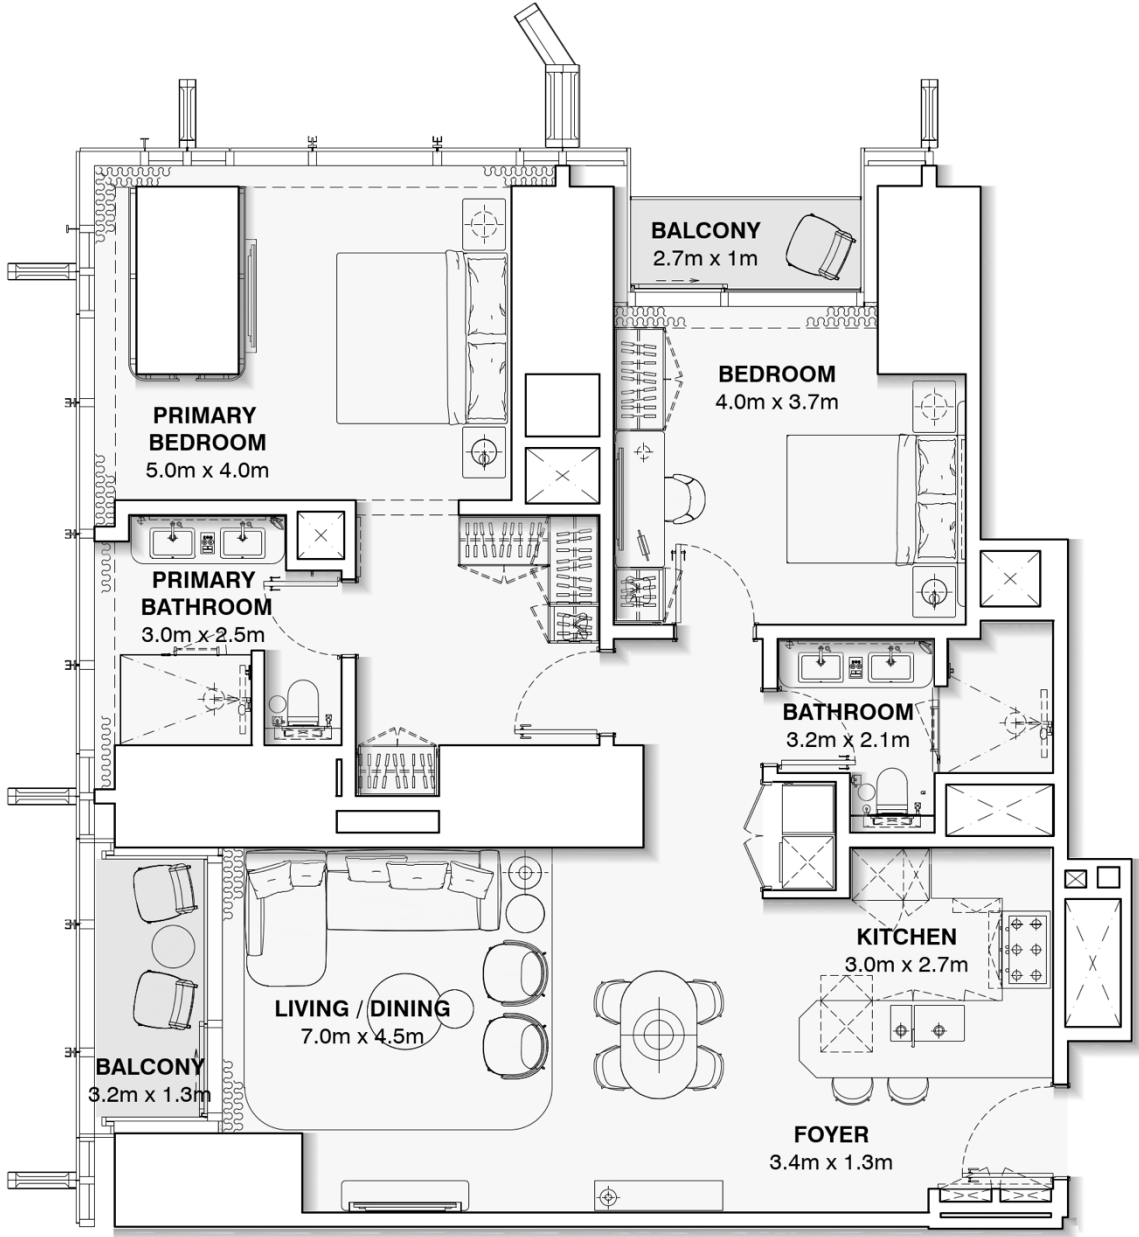 BALCONY
2.7m x 1m
BEDROOM
4.0m x 3.7m
PRIMARY
BEDROOM
5.0m x 4.0m
PRIMARY
BATHROOM
3.0m x 2.5m
BATHROOM
3.2m x 2.1m
KITCHEN
3.0m x 2.7m
LIVING / DINING
7.0m x 4.5m
BALCONY
3.2m x 1.3m
FOYER
3.4m x 1.3m